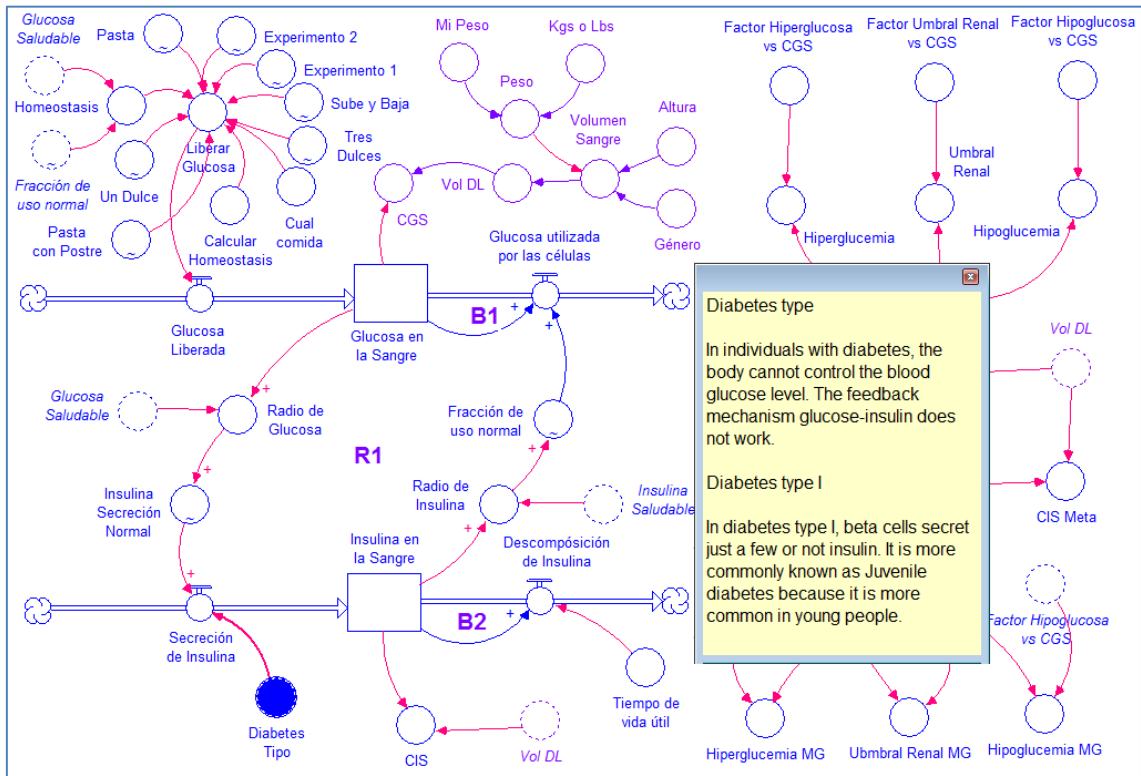 Glucosa
Saludable
Pasta
Experimento 2
Experimento 1
Homeostasis
Sube y Baja
Tres
Dulces
Liberar
Glucosa
Un Dulce
Fracción de
uso normal
Pasta
con Postre
Calcular
Homeostasis
Cual
comida
Mi Peso
Kgs o Lbs
Peso
Altura
Volumen
Sangre
Vol DL
CGS
Género
Factor Hiperglucosa
vs CGS
Factor Umbral Renal
vs CGS
Factor Hipoglucosa
vs CGS
Umbral
Renal
Hiperglucemia
Hipoglucemia
Glucosa utilizada
por las células
Glucosa
Liberada
Glucosa en
la Sangre
B1
+
+
+
Glucosa
Saludable
Radio de
Glucosa
+
Fracción de
uso normal
+
R1
Insulina
Secreción
Normal
Radio de
Insulina
Insulina
Saludable
+
+
Insulina en
la Sangre
Descompósición
de Insulina
B2
+
Secreción
de Insulina
Diabetes
Tipo
CIS
Vol DL
Tiempo de
vida útil
x
Diabetes type
In individuals with diabetes, the
body cannot control the blood
glucose level. The feedback
mechanism glucose-insulin does
not work.
Diabetes type I
In diabetes type I, beta cells secret
just a few or not insulin. It is more
commonly known as Juvenile
diabetes because it is more
common in young people.
Vol DL
CIS Meta
Factor Hipoglucosa
vs CGS
Hiperglucemia MG
Ubmbral Renal MG
Hipoglucemia MG
~
~
~
~
~
~
~
~
~
~